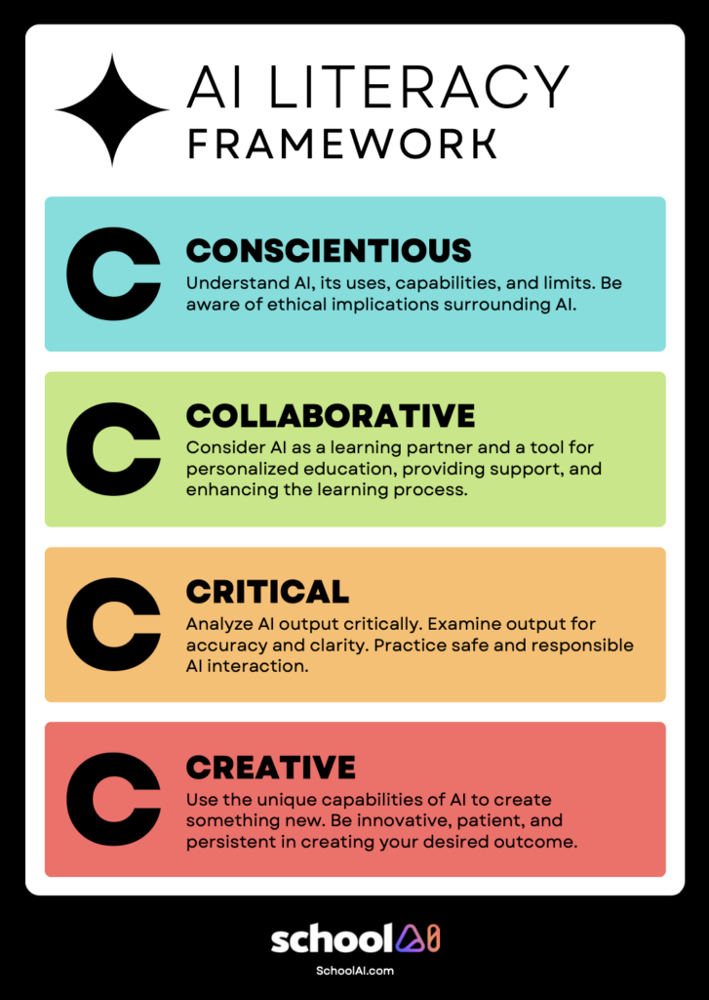 AI LITERACY
FRAMEWORK
C
CONSCIENTIOUS
Understand AI, its uses, capabilities, and limits. Be
aware of ethical implications surrounding AI.
C
COLLABORATIVE
Consider AI as a learning partner and a tool for
personalized education, providing support, and
enhancing the learning process.
C
CRITICAL
Analyze AI output critically. Examine output for
accuracy and clarity. Practice safe and responsible
AI interaction.
C
CREATIVE
Use the unique capabilities of AI to create
something new. Be innovative, patient, and
persistent in creating your desired outcome.
schoolAI
SchoolAI.com